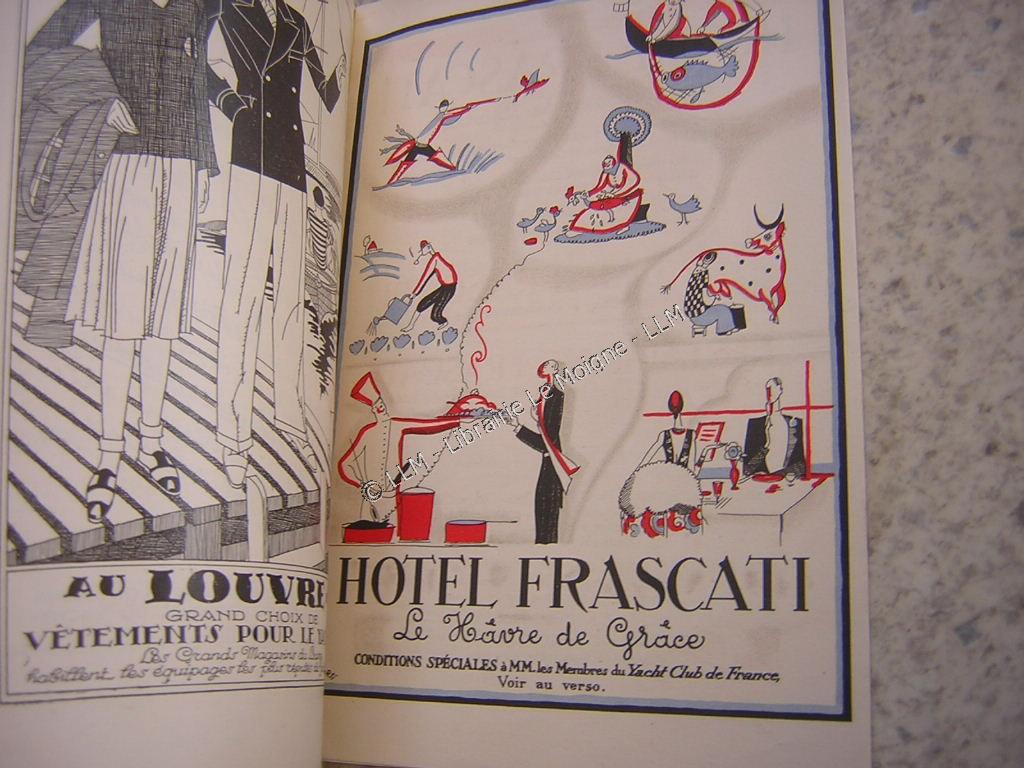 AU LOUVRE
GRAND CHOIX DE
VÊTEMENTS POUR LE
Les Grands Magasins du
habillent les équipages les plus
HOTEL FRASCATI
Le Hâvre de Grâce
CONDITIONS SPÉCIALES à MM. les Membres du Yacht Club de France,
Voir au verso.
© LLM - Librairie Le Moigne - LLM